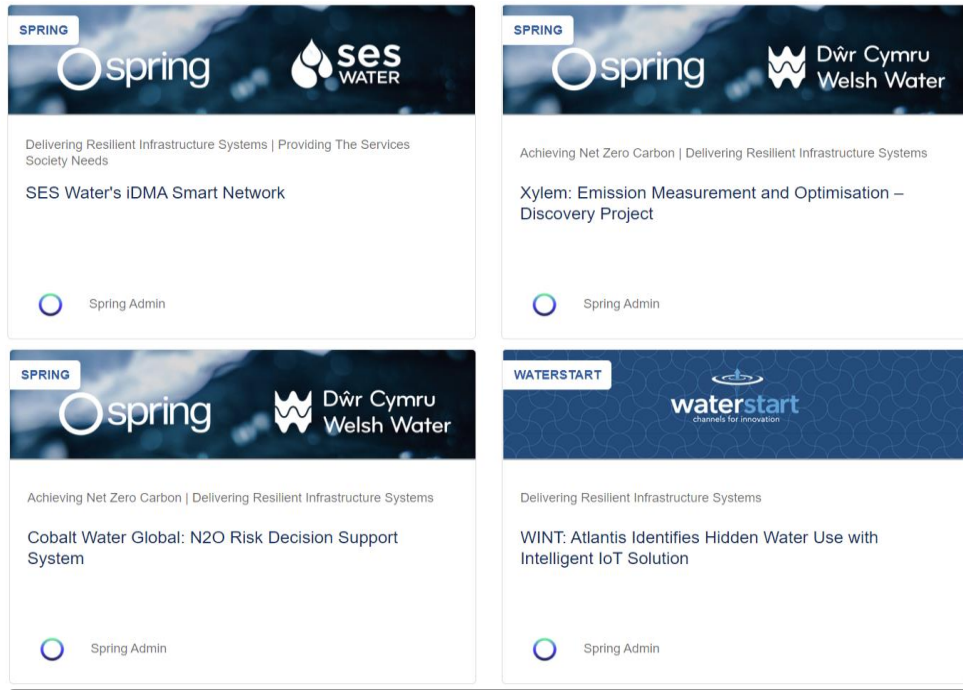 SPRING
spring
ses
WATER
Delivering Resilient Infrastructure Systems | Providing The Services
Society Needs
SES Water's iDMA Smart Network
Spring Admin
SPRING
spring
Dŵr Cymru
Welsh Water
Achieving Net Zero Carbon | Delivering Resilient Infrastructure Systems
Xylem: Emission Measurement and Optimisation –
Discovery Project
Spring Admin
SPRING
spring
Dŵr Cymru
Welsh Water
Achieving Net Zero Carbon | Delivering Resilient Infrastructure Systems
Cobalt Water Global: N2O Risk Decision Support
System
Spring Admin
WATERSTART
waterstart
channels for innovation
Delivering Resilient Infrastructure Systems
WINT: Atlantis Identifies Hidden Water Use with
Intelligent IoT Solution
Spring Admin